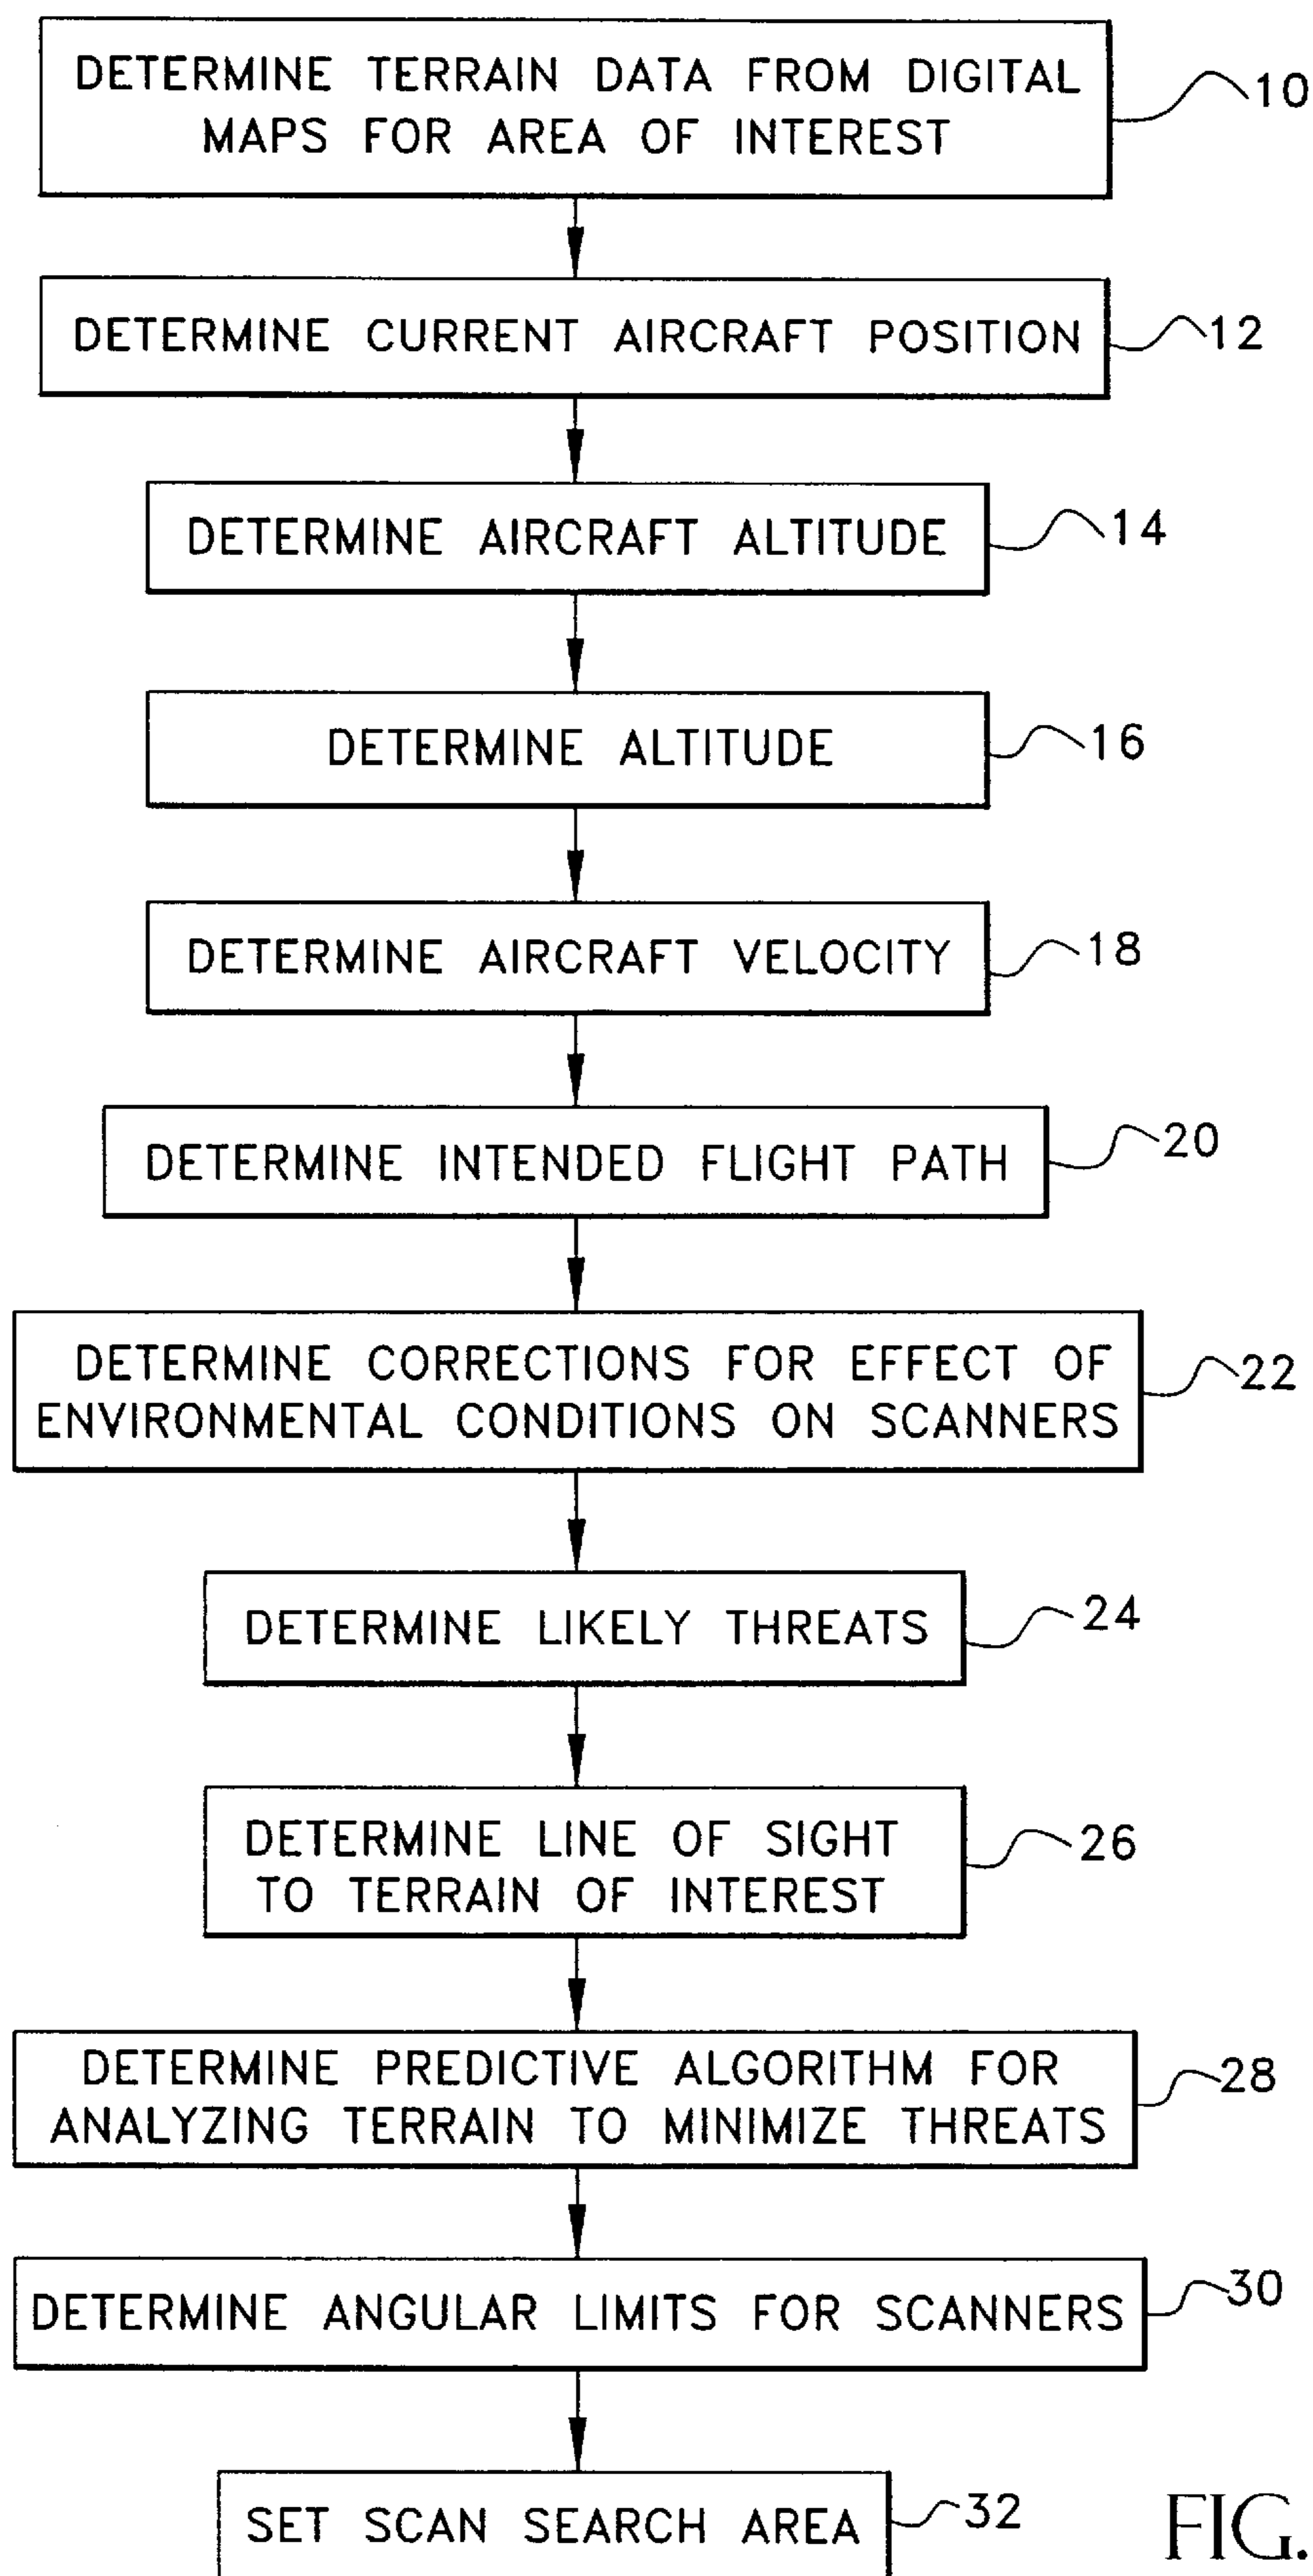 DETERMINE TERRAIN DATA FROM DIGITAL
MAPS FOR AREA OF INTEREST
10
DETERMINE CURRENT AIRCRAFT POSITION
12
DETERMINE AIRCRAFT ALTITUDE
14
DETERMINE ALTITUDE
16
DETERMINE AIRCRAFT VELOCITY
18
DETERMINE INTENDED FLIGHT PATH
20
DETERMINE CORRECTIONS FOR EFFECT OF
ENVIRONMENTAL CONDITIONS ON SCANNERS
22
DETERMINE LIKELY THREATS
24
DETERMINE LINE OF SIGHT
TO TERRAIN OF INTEREST
26
DETERMINE PREDICTIVE ALGORITHM FOR
ANALYZING TERRAIN TO MINIMIZE THREATS
28
DETERMINE ANGULAR LIMITS FOR SCANNERS
30
SET SCAN SEARCH AREA
32
FIG.